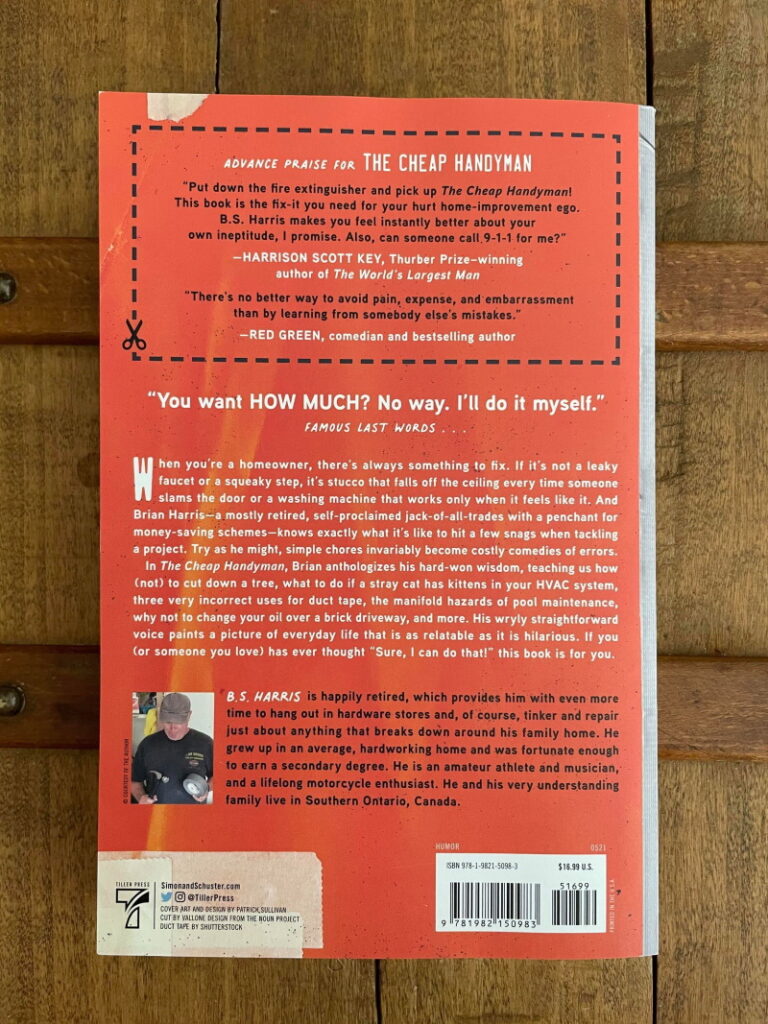 ADVANCE PRAISE FOR THE CHEAP HANDYMAN
"Put down the fire extinguisher and pick up The Cheap Handyman!
This book is the fix-it you need for your hurt home-improvement ego.
B.S. Harris makes you feel instantly better about your
own ineptitude, I promise. Also, can someone call 9-1-1 for me?"
—HARRISON SCOTT KEY, Thurber Prize–winning
author of The World's Largest Man
"There's no better way to avoid pain, expense, and embarrassment
than by learning from somebody else's mistakes."
—RED GREEN, comedian and bestselling author
"You want HOW MUCH? No way. I'll do it myself."
FAMOUS LAST WORDS . . .
When you're a homeowner, there's always something to fix. If it's not a leaky
faucet or a squeaky step, it's stucco that falls off the ceiling every time someone
slams the door or a washing machine that works only when it feels like it. And
Brian Harris—a mostly retired, self-proclaimed jack-of-all-trades with a penchant for
money-saving schemes—knows exactly what it's like to hit a few snags when tackling
a project. Try as he might, simple chores invariably become costly comedies of errors.
In The Cheap Handyman, Brian anthologizes his hard-won wisdom, teaching us how
(not) to cut down a tree, what to do if a stray cat has kittens in your HVAC system,
three very incorrect uses for duct tape, the manifold hazards of pool maintenance,
why not to change your oil over a brick driveway, and more. His wryly straightforward
voice paints a picture of everyday life that is as relatable as it is hilarious. If you
(or someone you love) has ever thought "Sure, I can do that!" this book is for you.
B.S. HARRIS is happily retired, which provides him with even more
time to hang out in hardware stores and, of course, tinker and repair
just about anything that breaks down around his family home. He
grew up in an average, hardworking home and was fortunate enough
to earn a secondary degree. He is an amateur athlete and musician,
and a lifelong motorcycle enthusiast. He and his very understanding
family live in Southern Ontario, Canada.
© COURTESY OF THE AUTHOR
HUMOR 0521
ISBN 978-1-9821-5098-3 $16.99 U.S.
51699
9 781982 150983
PRINTED IN THE U.S.A.
TILLER PRESS
SimonandSchuster.com
@TillerPress
COVER ART AND DESIGN BY PATRICK SULLIVAN
CUT BY VALLONE DESIGN FROM THE NOUN PROJECT
DUCT TAPE BY SHUTTERSTOCK